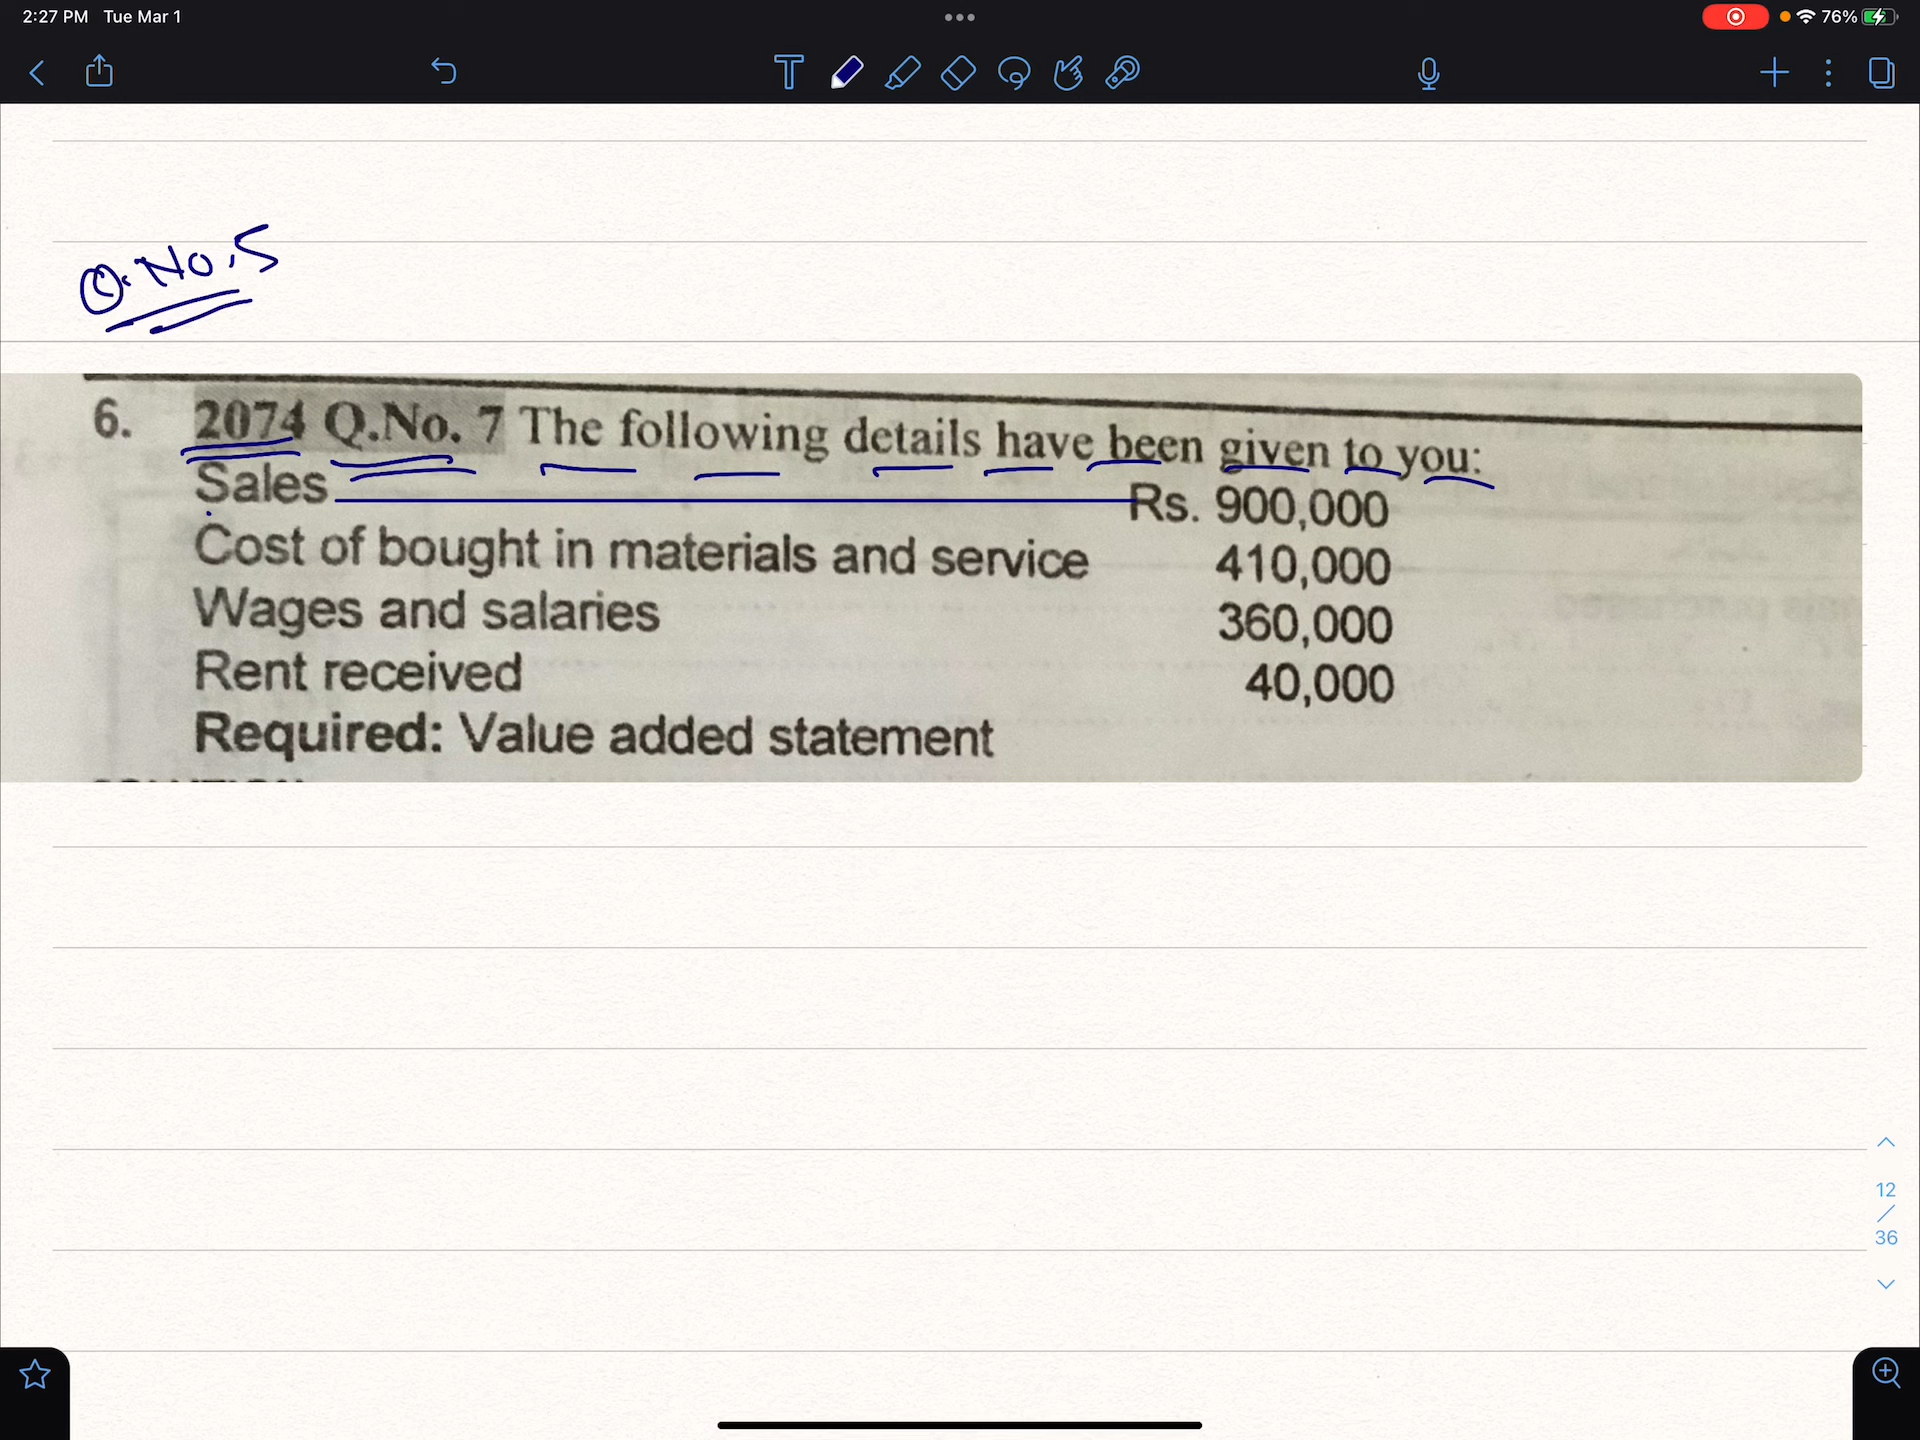 2:27 PM Tue Mar 1
76%
Q. No. 5
6. 2074 Q.No. 7 The following details have been given to you:
Sales Rs. 900,000
Cost of bought in materials and service 410,000
Wages and salaries 360,000
Rent received 40,000
Required: Value added statement
12
/
36